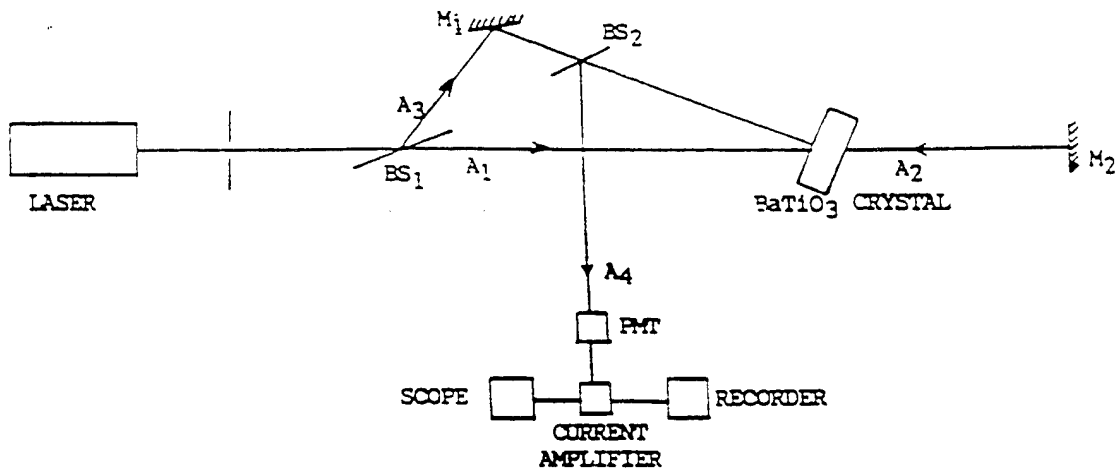 M1
BS2
A3
LASER
BS1
A1
A2
M2
BaTiO3 CRYSTAL
A4
PMT
SCOPE
RECORDER
CURRENT
AMPLIFIER